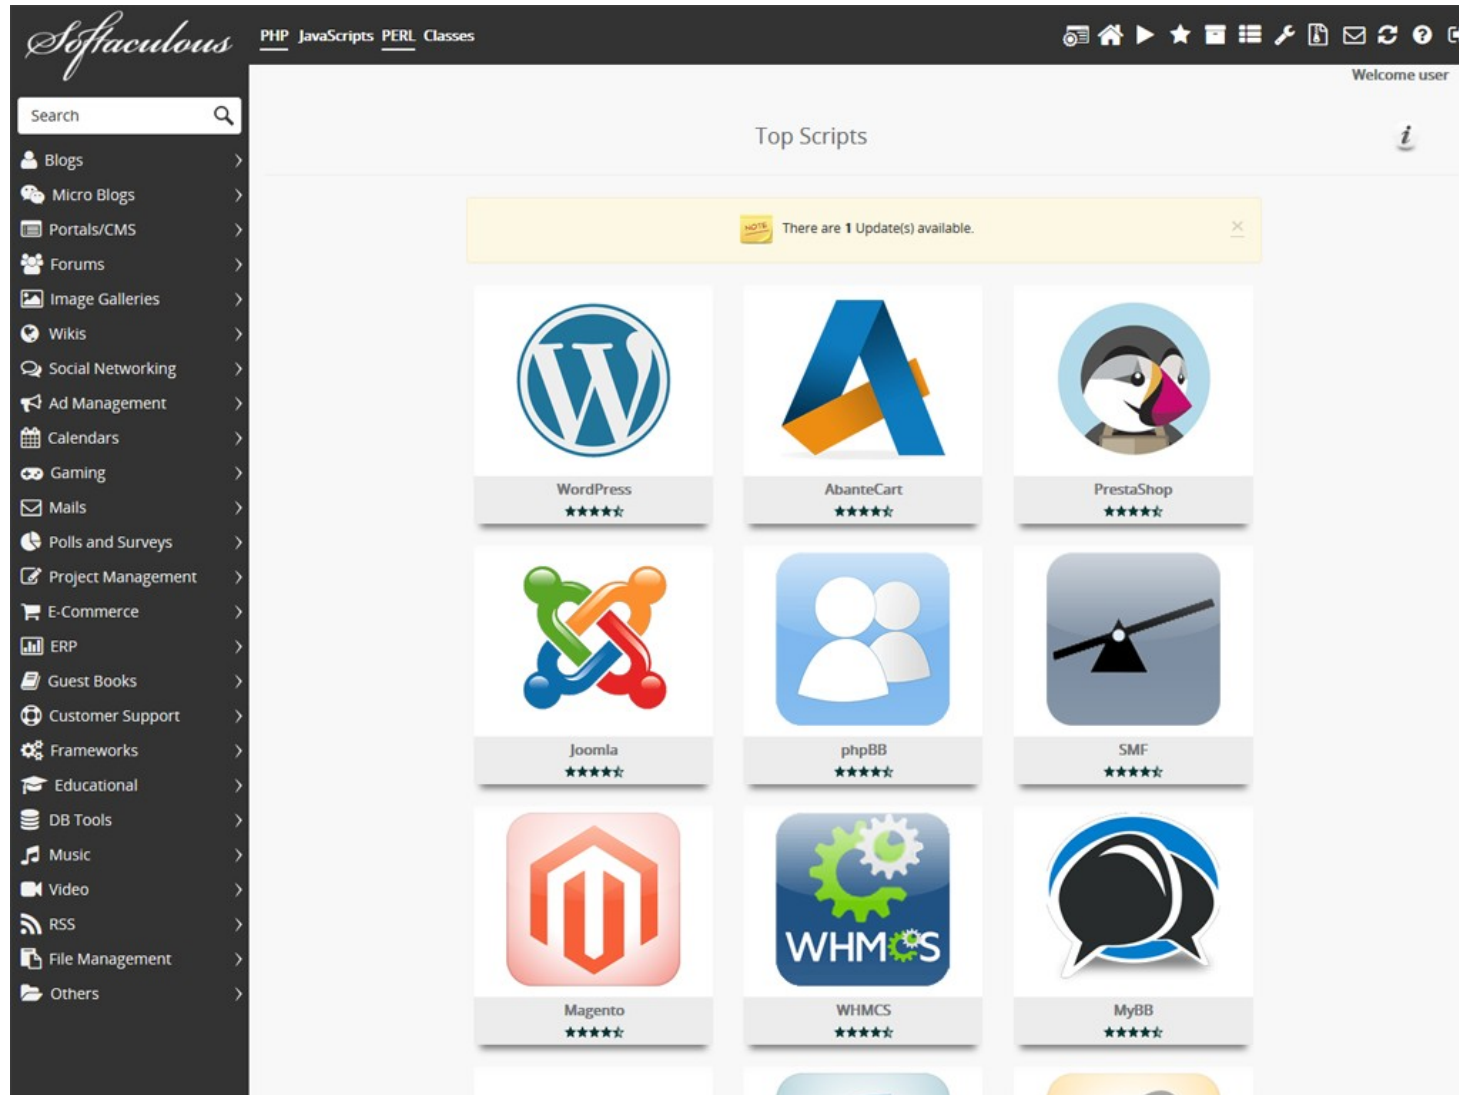 Softaculous
PHP JavaScripts PERL Classes
Welcome user
Search
Blogs
Micro Blogs
Portals/CMS
Forums
Image Galleries
Wikis
Social Networking
Ad Management
Calendars
Gaming
Mails
Polls and Surveys
Project Management
E-Commerce
ERP
Guest Books
Customer Support
Frameworks
Educational
DB Tools
Music
Video
RSS
File Management
Others
Top Scripts
i
NOTE There are 1 Update(s) available.
WordPress AbanteCart PrestaShop
Joomla phpBB SMF
WHMCS
Magento WHMCS MyBB